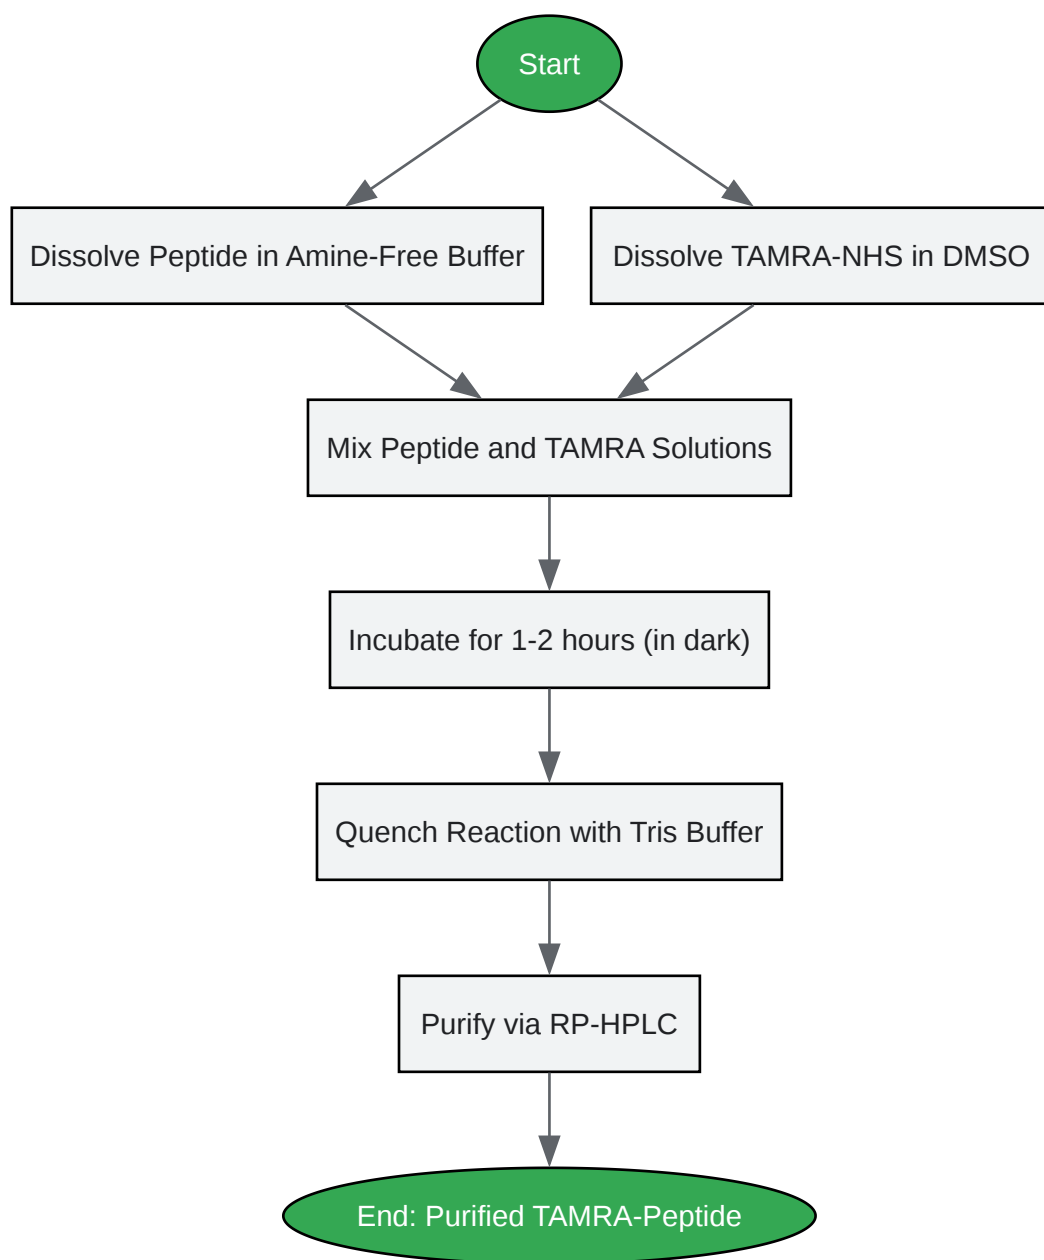 Start
Dissolve Peptide in Amine-Free Buffer
Dissolve TAMRA-NHS in DMSO
Mix Peptide and TAMRA Solutions
Incubate for 1-2 hours (in dark)
Quench Reaction with Tris Buffer
Purify via RP-HPLC
End: Purified TAMRA-Peptide